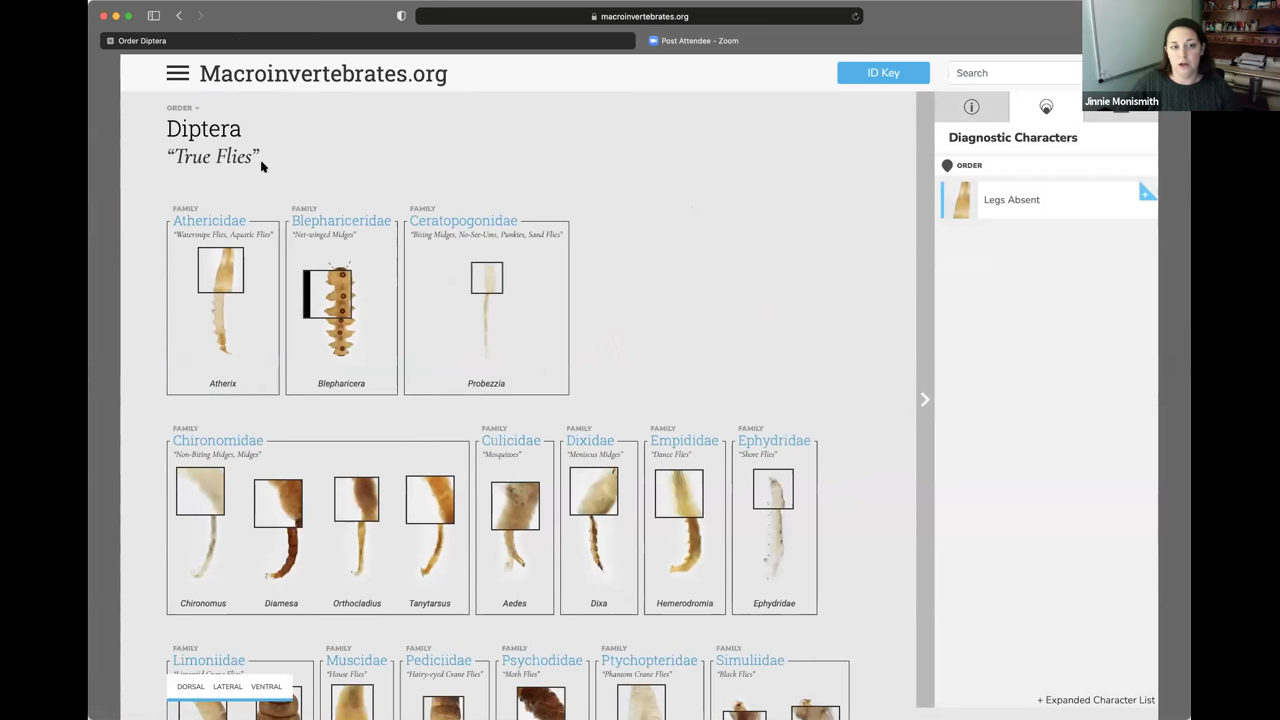 macroinvertebrates.org
Order Diptera
Post Attendee - Zoom
Macroinvertebrates.org
ID Key
Search
Jinnie Monismith
ORDER
Diptera
"True Flies"
Diagnostic Characters
ORDER
Legs Absent
FAMILY FAMILY FAMILY
Athericidae Blephariceridae Ceratopogonidae
"Watersnipe Flies, Aquatic Flies" "Net-winged Midges" "Biting Midges, No-See-Ums, Punkies, Sand Flies"
Atherix Blepharicera Probezzia
FAMILY FAMILY FAMILY FAMILY FAMILY
Chironomidae Culicidae Dixidae Empididae Ephydridae
"Non-Biting Midges, Midges" "Mosquitoes" "Meniscus Midges" "Dance Flies" "Shore Flies"
Chironomus Diamesa Orthocladius Tanytarsus Aedes Dixa Hemerodromia Ephydridae
FAMILY FAMILY FAMILY FAMILY FAMILY FAMILY
Limoniidae Muscidae Pediciidae Psychodidae Ptychopteridae Simuliidae
"House Flies" "Hairy-eyed Crane Flies" "Moth Flies" "Phantom Crane Flies" "Black Flies"
DORSAL LATERAL VENTRAL
+ Expanded Character List